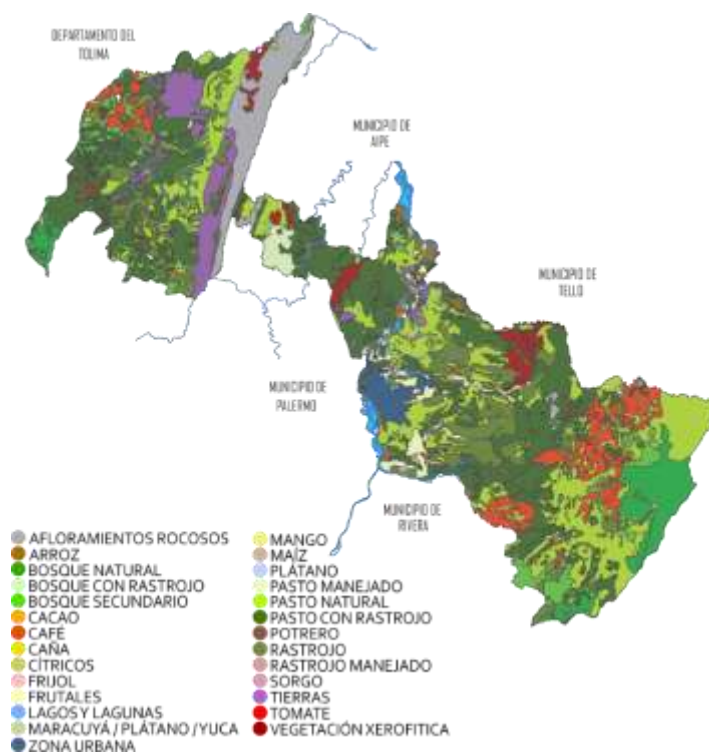 DEPARTAMENTO DEL
TOLIMA
MUNICIPIO DE
AIPE
MUNICIPIO DE
TELLO
MUNICIPIO DE
PALERMO
MUNICIPIO DE
RIVERA
AFLORAMIENTOS ROCOSOS
ARROZ
BOSQUE NATURAL
BOSQUE CON RASTROJO
BOSQUE SECUNDARIO
CACAO
CAFÉ
CAÑA
CÍTRICOS
FRIJOL
FRUTALES
LAGOS Y LAGUNAS
MARACUYÁ / PLÁTANO / YUCA
ZONA URBANA
MANGO
MAÍZ
PLÁTANO
PASTO MANEJADO
PASTO NATURAL
PASTO CON RASTROJO
POTRERO
RASTROJO
RASTROJO MANEJADO
SORGO
TIERRAS
TOMATE
VEGETACIÓN XEROFITICA